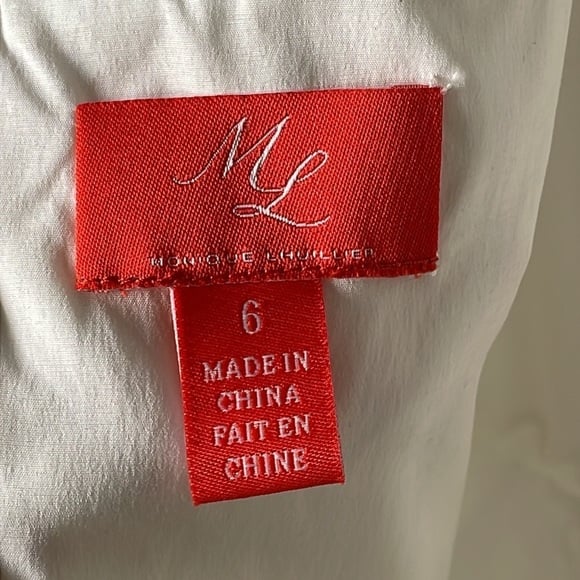 ML
MONIQUE LHUILLIER
6
MADE IN
CHINA
FAIT EN
CHINE